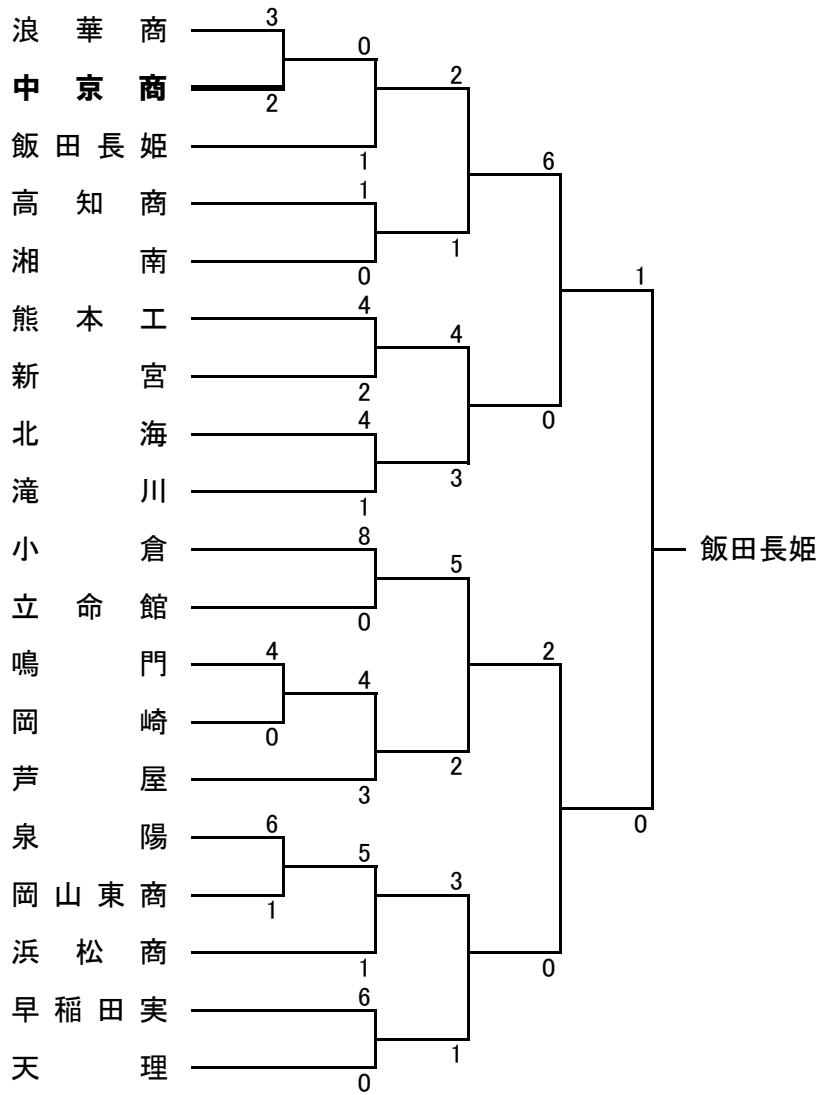 浪華商 3
0
中京商 2
2
飯田長姫 1
6
高知商 1
1
湘南 0
1
熊本工 4
4
新宮 2
0
北海 4
3
滝川 1
小倉 8
飯田長姫
5
立命館 0
鳴門 4
2
4
岡崎 0
2
芦屋 3
0
泉陽 6
5
岡山東商 1
3
浜松商 1
0
早稲田実 6
1
天理 0